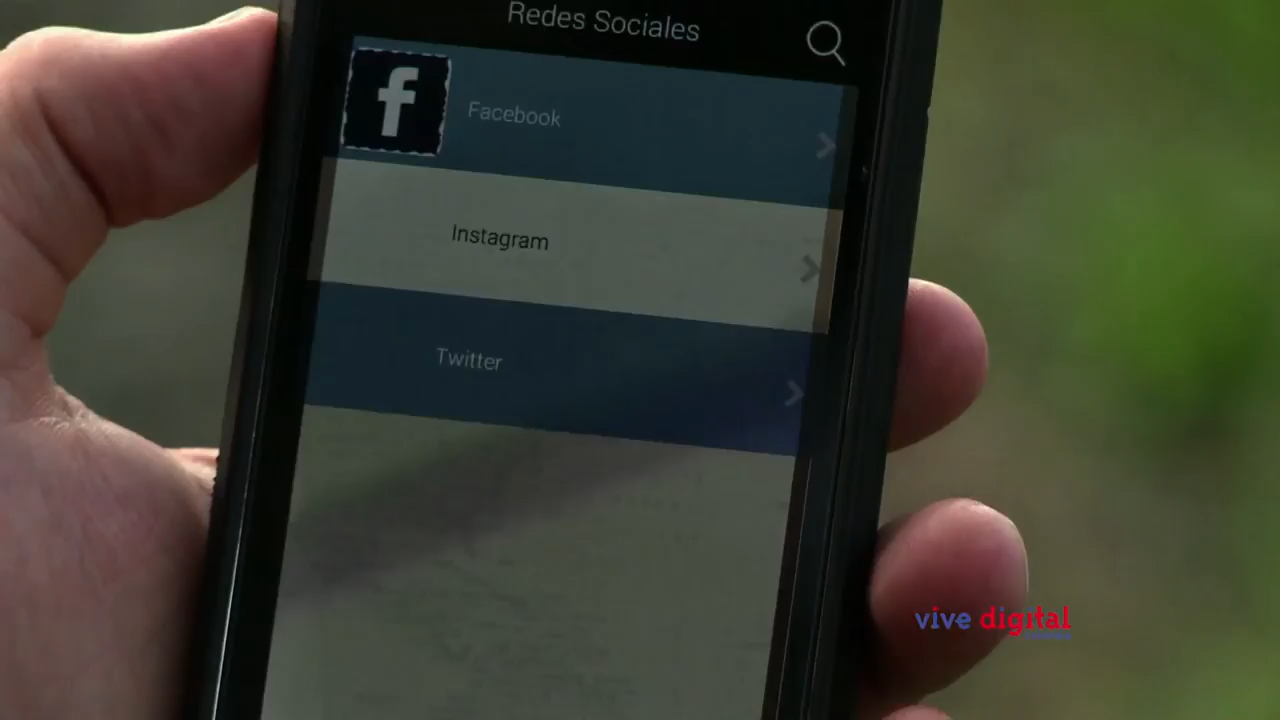 Redes Sociales
Facebook
Instagram
Twitter
vive digital